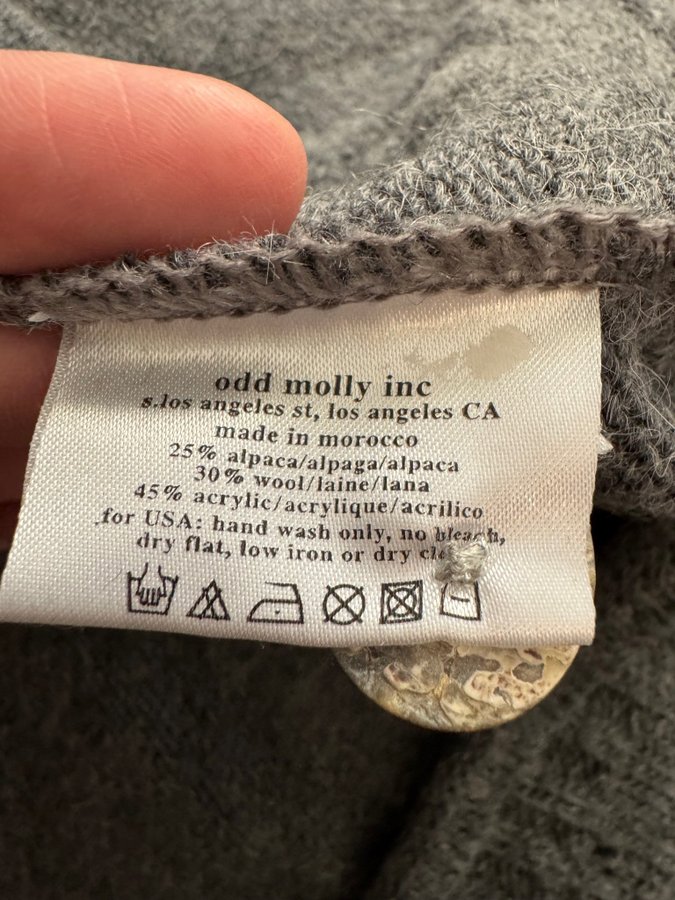 odd molly inc
s.los angeles st, los angeles CA
made in morocco
25% alpaca/alpaga/alpaca
30% wool/laine/lana
45% acrylic/acrylique/acrilico
.for USA: hand wash only, no bleach,
dry flat, low iron or dry